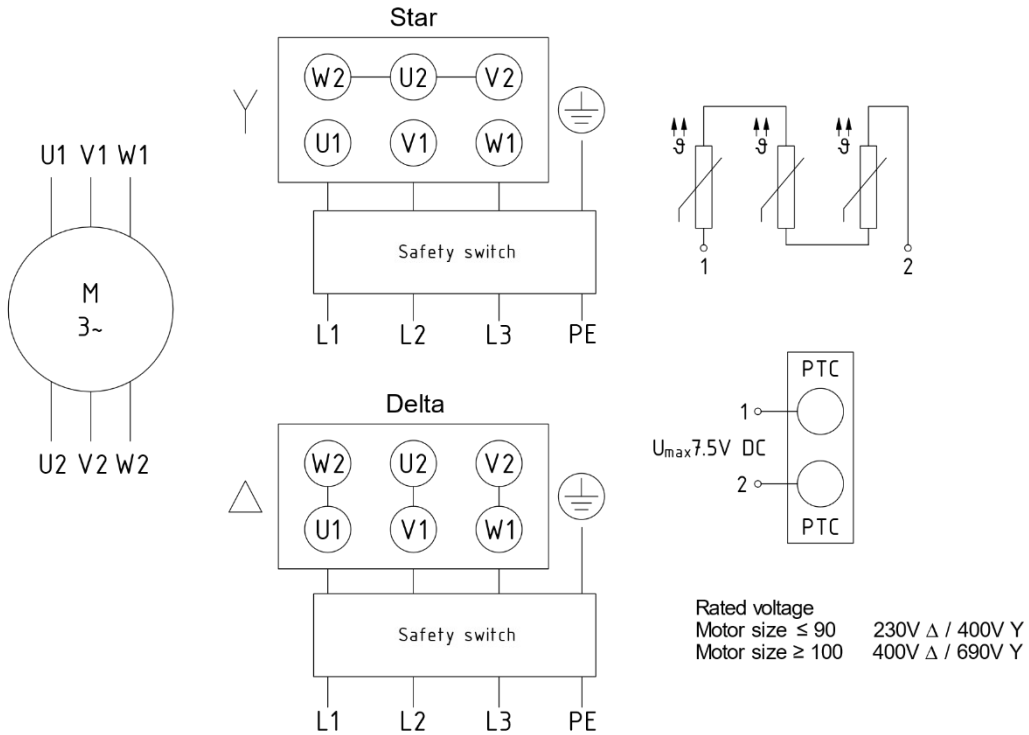 Star
W2 U2 V2
U1 V1 W1
Safety switch
L1 L2 L3 PE
U1 V1 W1
M
3~
U2 V2 W2
Delta
W2 U2 V2
U1 V1 W1
Safety switch
L1 L2 L3 PE
ϑ ϑ ϑ
1 2
PTC
1
Umax7.5V DC
2
PTC
Rated voltage
Motor size ≤ 90 230V Δ / 400V Y
Motor size ≥ 100 400V Δ / 690V Y